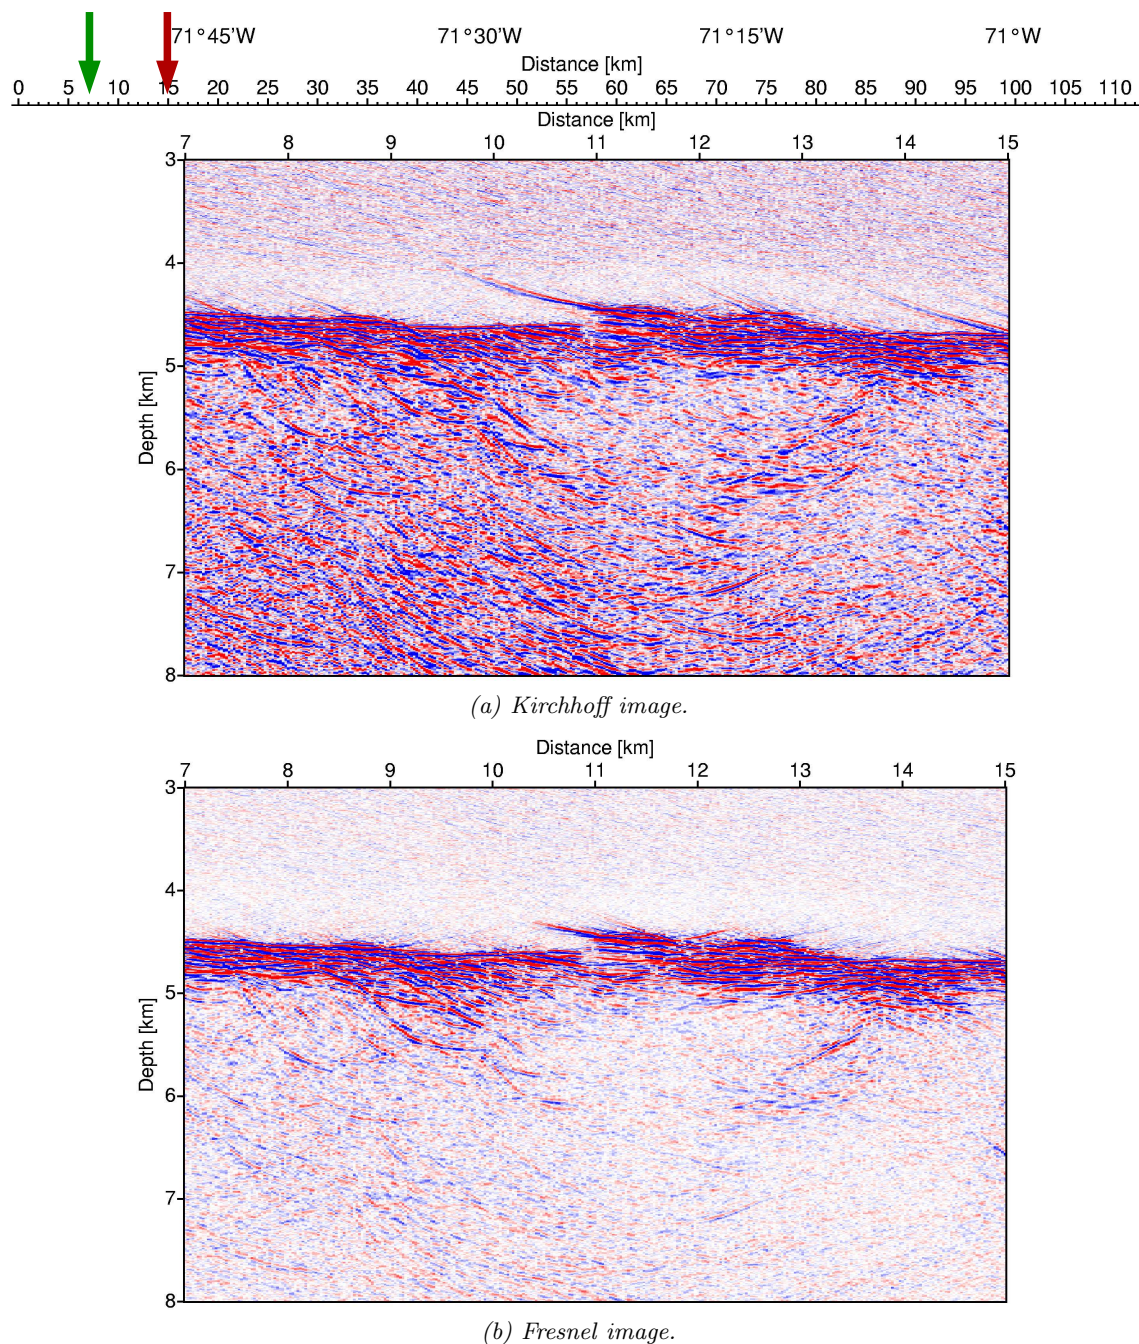 71°45'W 71°30'W 71°15'W 71°W
Distance [km]
0 5 10 15 20 25 30 35 40 45 50 55 60 65 70 75 80 85 90 95 100 105 110
Distance [km]
7 8 9 10 11 12 13 14 15
3
4
5
Depth [km]
6
7
8
(a) Kirchhoff image.
Distance [km]
7 8 9 10 11 12 13 14 15
3
4
5
Depth [km]
6
7
8
(b) Fresnel image.